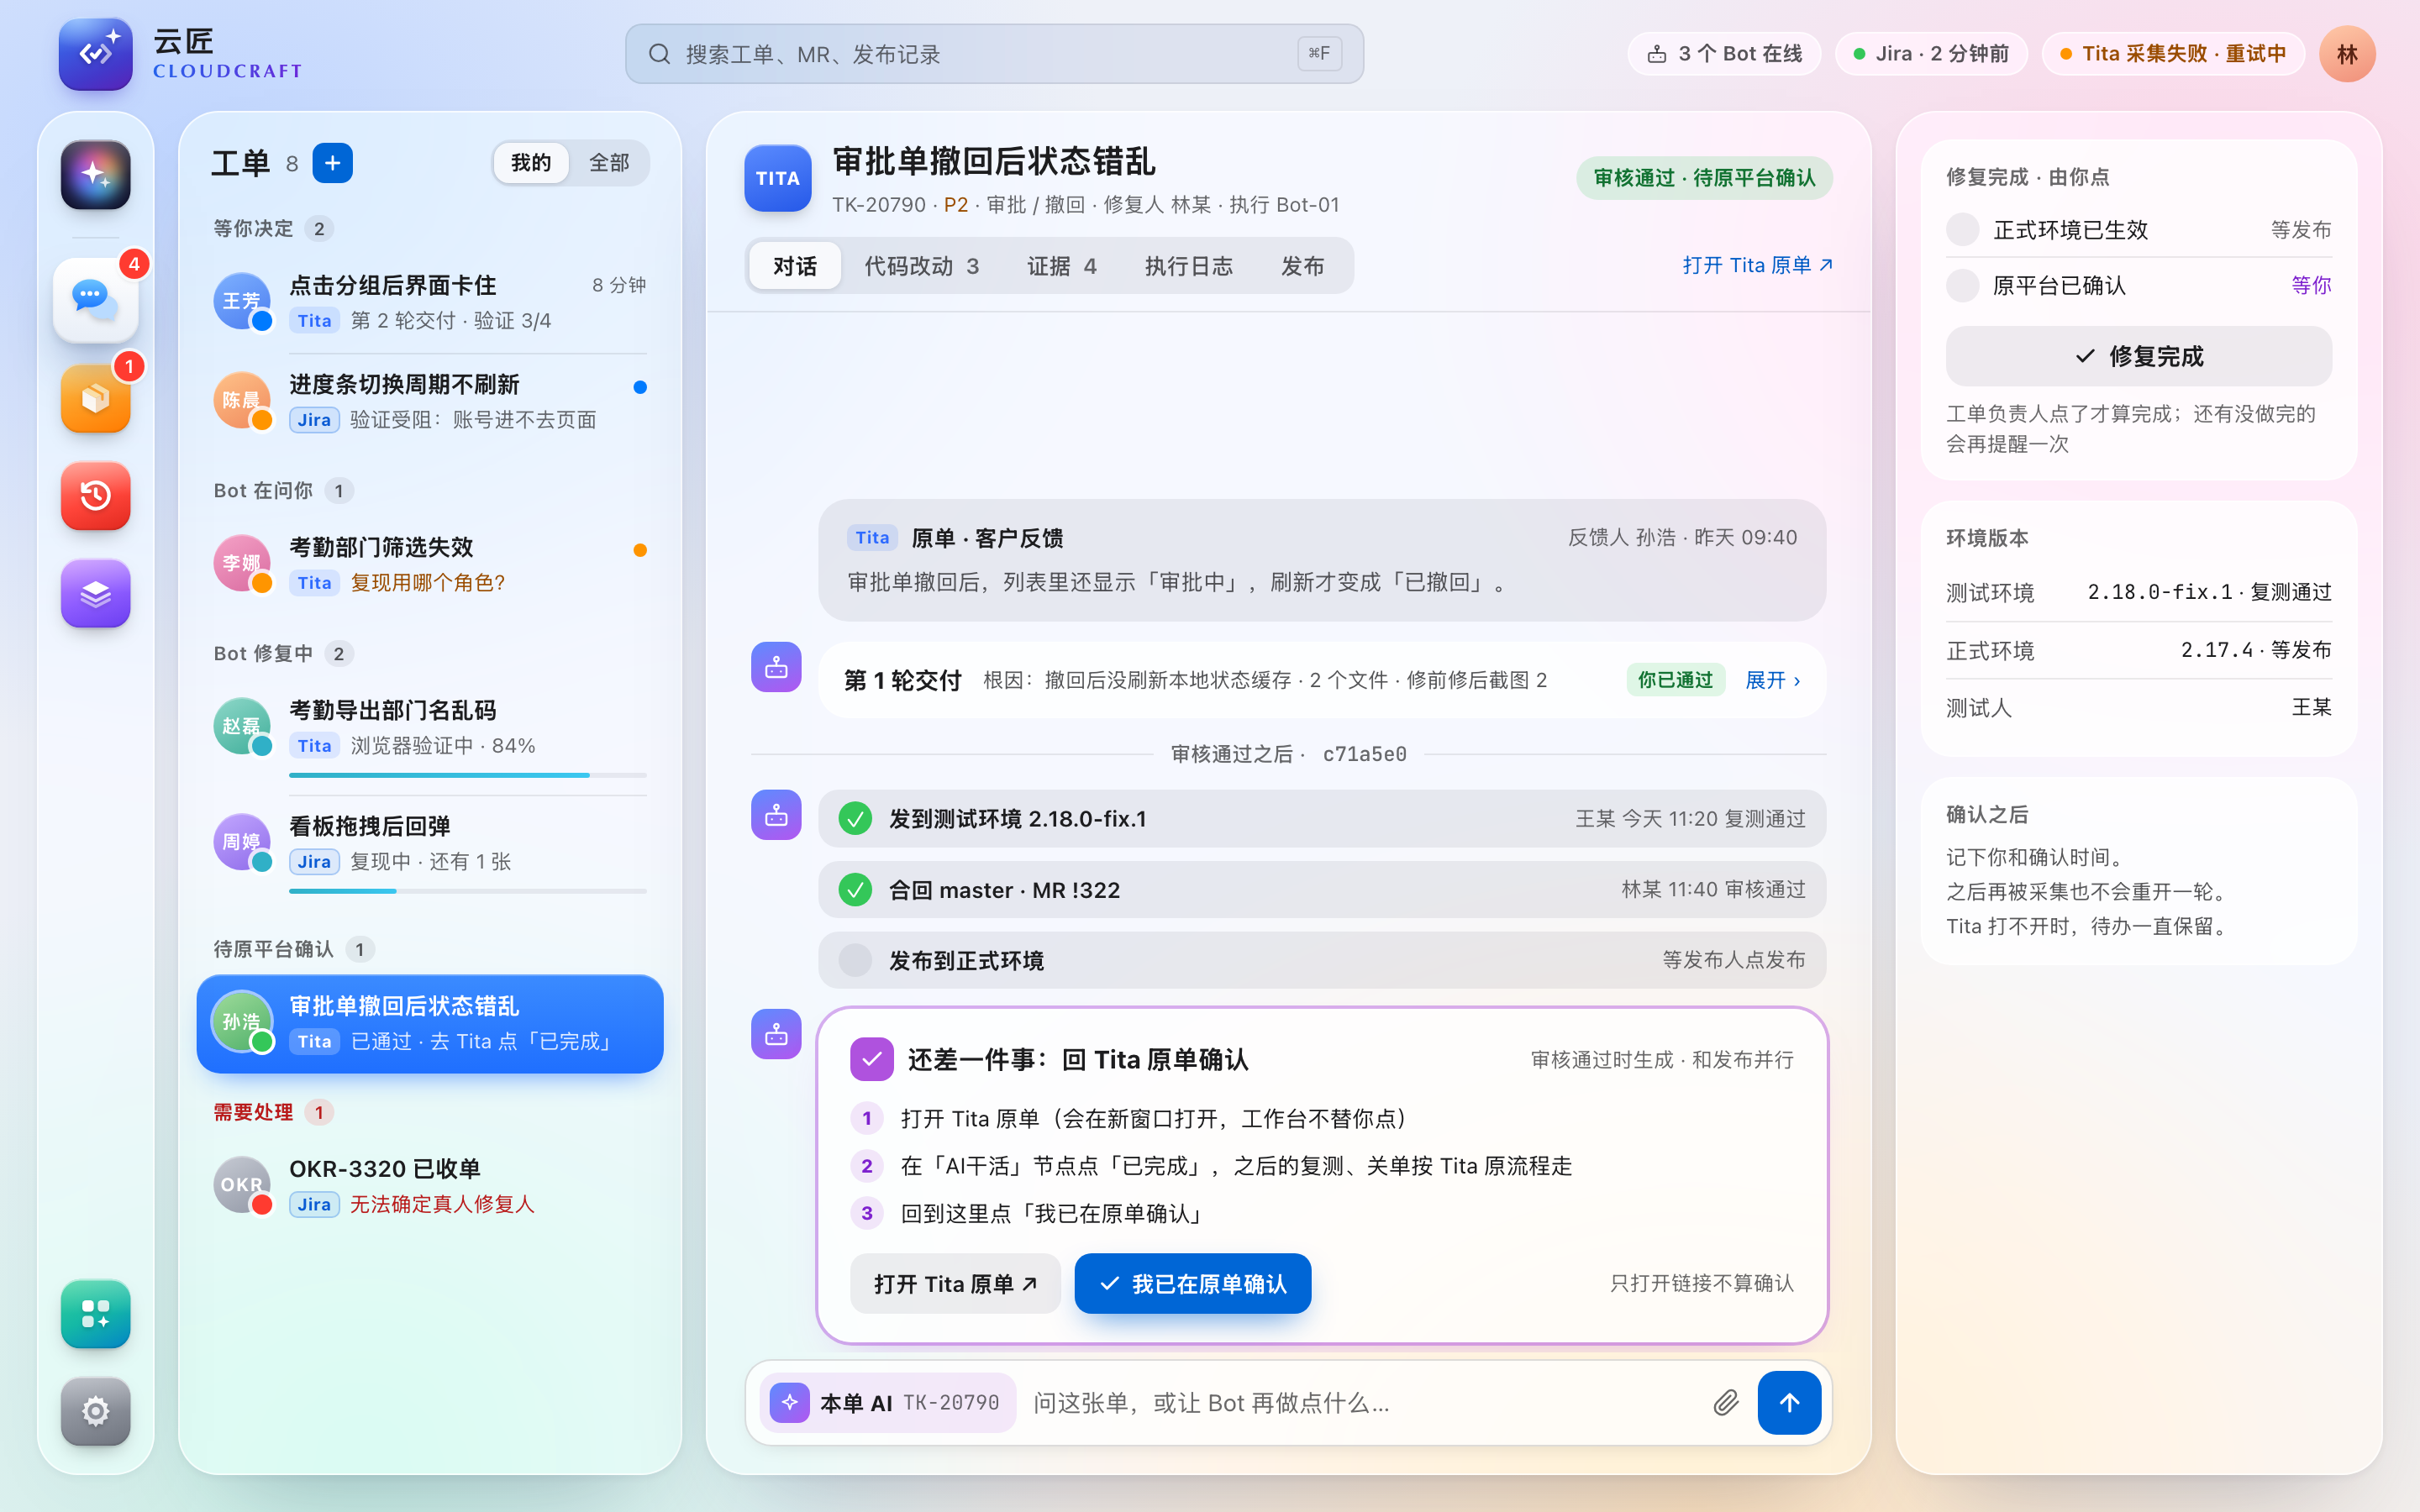 云匠
CLOUDCRAFT
搜索工单、MR、发布记录
⌘F
3 个 Bot 在线
Jira · 2 分钟前
Tita 采集失败 · 重试中
林
4
1
工单 8
我的
全部
等你决定 2
王芳
点击分组后界面卡住
8 分钟
Tita 第 2 轮交付 · 验证 3/4
陈晨
进度条切换周期不刷新
Jira 验证受阻：账号进不去页面
Bot 在问你 1
李娜
考勤部门筛选失效
Tita 复现用哪个角色？
Bot 修复中 2
赵磊
考勤导出部门名乱码
Tita 浏览器验证中 · 84%
周婷
看板拖拽后回弹
Jira 复现中 · 还有 1 张
待原平台确认 1
孙浩
审批单撤回后状态错乱
Tita 已通过 · 去 Tita 点「已完成」
需要处理 1
OKR
OKR-3320 已收单
Jira 无法确定真人修复人
TITA
审批单撤回后状态错乱
TK-20790 · P2 · 审批 / 撤回 · 修复人 林某 · 执行 Bot-01
审核通过 · 待原平台确认
对话
代码改动 3
证据 4
执行日志
发布
打开 Tita 原单 ↗
Tita 原单 · 客户反馈
反馈人 孙浩 · 昨天 09:40
审批单撤回后，列表里还显示「审批中」，刷新才变成「已撤回」。
第 1 轮交付 根因：撤回后没刷新本地状态缓存 · 2 个文件 · 修前修后截图 2
你已通过
展开 ›
审核通过之后 · c71a5e0
发到测试环境 2.18.0-fix.1
王某 今天 11:20 复测通过
合回 master · MR !322
林某 11:40 审核通过
发布到正式环境
等发布人点发布
还差一件事：回 Tita 原单确认
审核通过时生成 · 和发布并行
1 打开 Tita 原单（会在新窗口打开，工作台不替你点）
2 在「AI干活」节点点「已完成」，之后的复测、关单按 Tita 原流程走
3 回到这里点「我已在原单确认」
打开 Tita 原单 ↗
我已在原单确认
只打开链接不算确认
本单 AI TK-20790
问这张单，或让 Bot 再做点什么...
修复完成 · 由你点
正式环境已生效
等发布
原平台已确认
等你
修复完成
工单负责人点了才算完成；还有没做完的
会再提醒一次
环境版本
测试环境
2.18.0-fix.1 · 复测通过
正式环境
2.17.4 · 等发布
测试人
王某
确认之后
记下你和确认时间。
之后再被采集也不会重开一轮。
Tita 打不开时，待办一直保留。